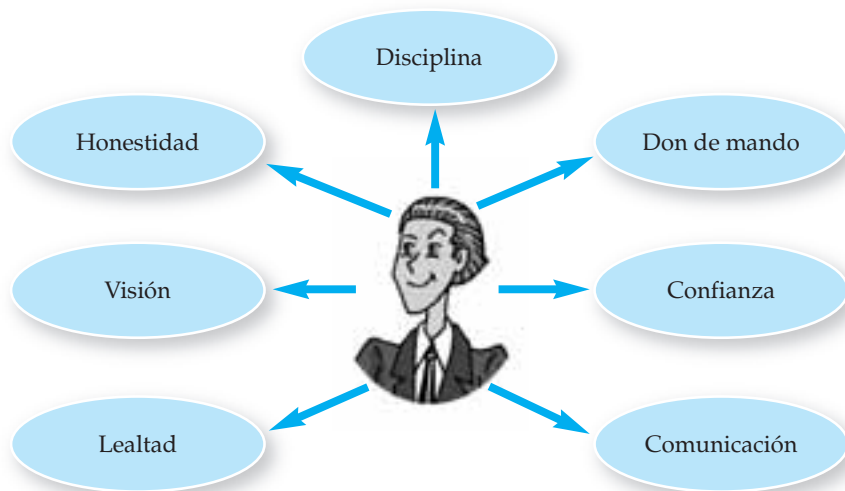 Disciplina
Honestidad
Don de mando
Visión
Confianza
Lealtad
Comunicación